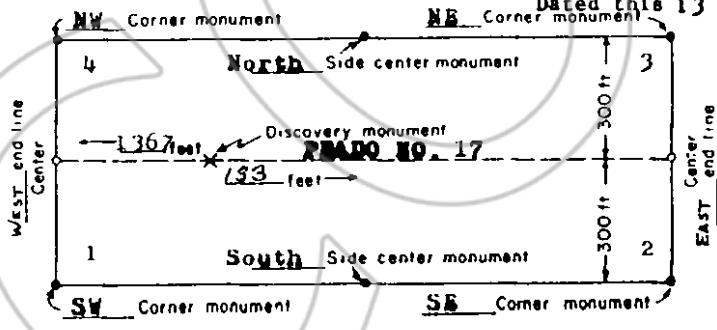 Dated this 13
NW Corner monument NE Corner monument
4 North Side center monument 3
300 ft
1367 feet Discovery monument
WEST end line
Center
PRADO NO. 17
Center
EAST end line
133 feet
300 ft
1 South Side center monument 2
SW Corner monument SE Corner monument